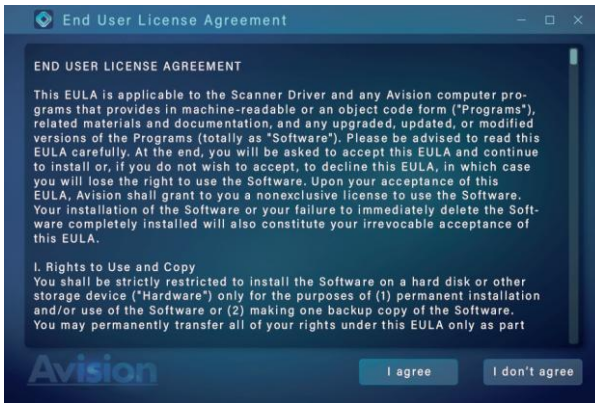 End User License Agreement
END USER LICENSE AGREEMENT
This EULA is applicable to the Scanner Driver and any Avision computer pro-
grams that provides in machine-readable or an object code form ("Programs"),
related materials and documentation, and any upgraded, updated, or modified
versions of the Programs (totally as "Software"). Please be advised to read this
EULA carefully. At the end, you will be asked to accept this EULA and continue
to install or, if you do not wish to accept, to decline this EULA, in which case
you will lose the right to use the Software. Upon your acceptance of this
EULA, Avision shall grant to you a nonexclusive license to use the Software.
Your installation of the Software or your failure to immediately delete the Soft-
ware completely installed will also constitute your irrevocable acceptance of
this EULA.
I. Rights to Use and Copy
You shall be strictly restricted to install the Software on a hard disk or other
storage device ("Hardware") only for the purposes of (1) permanent installation
and/or use of the Software or (2) making one backup copy of the Software.
You may permanently transfer all of your rights under this EULA only as part
Avision
I agree
I don't agree